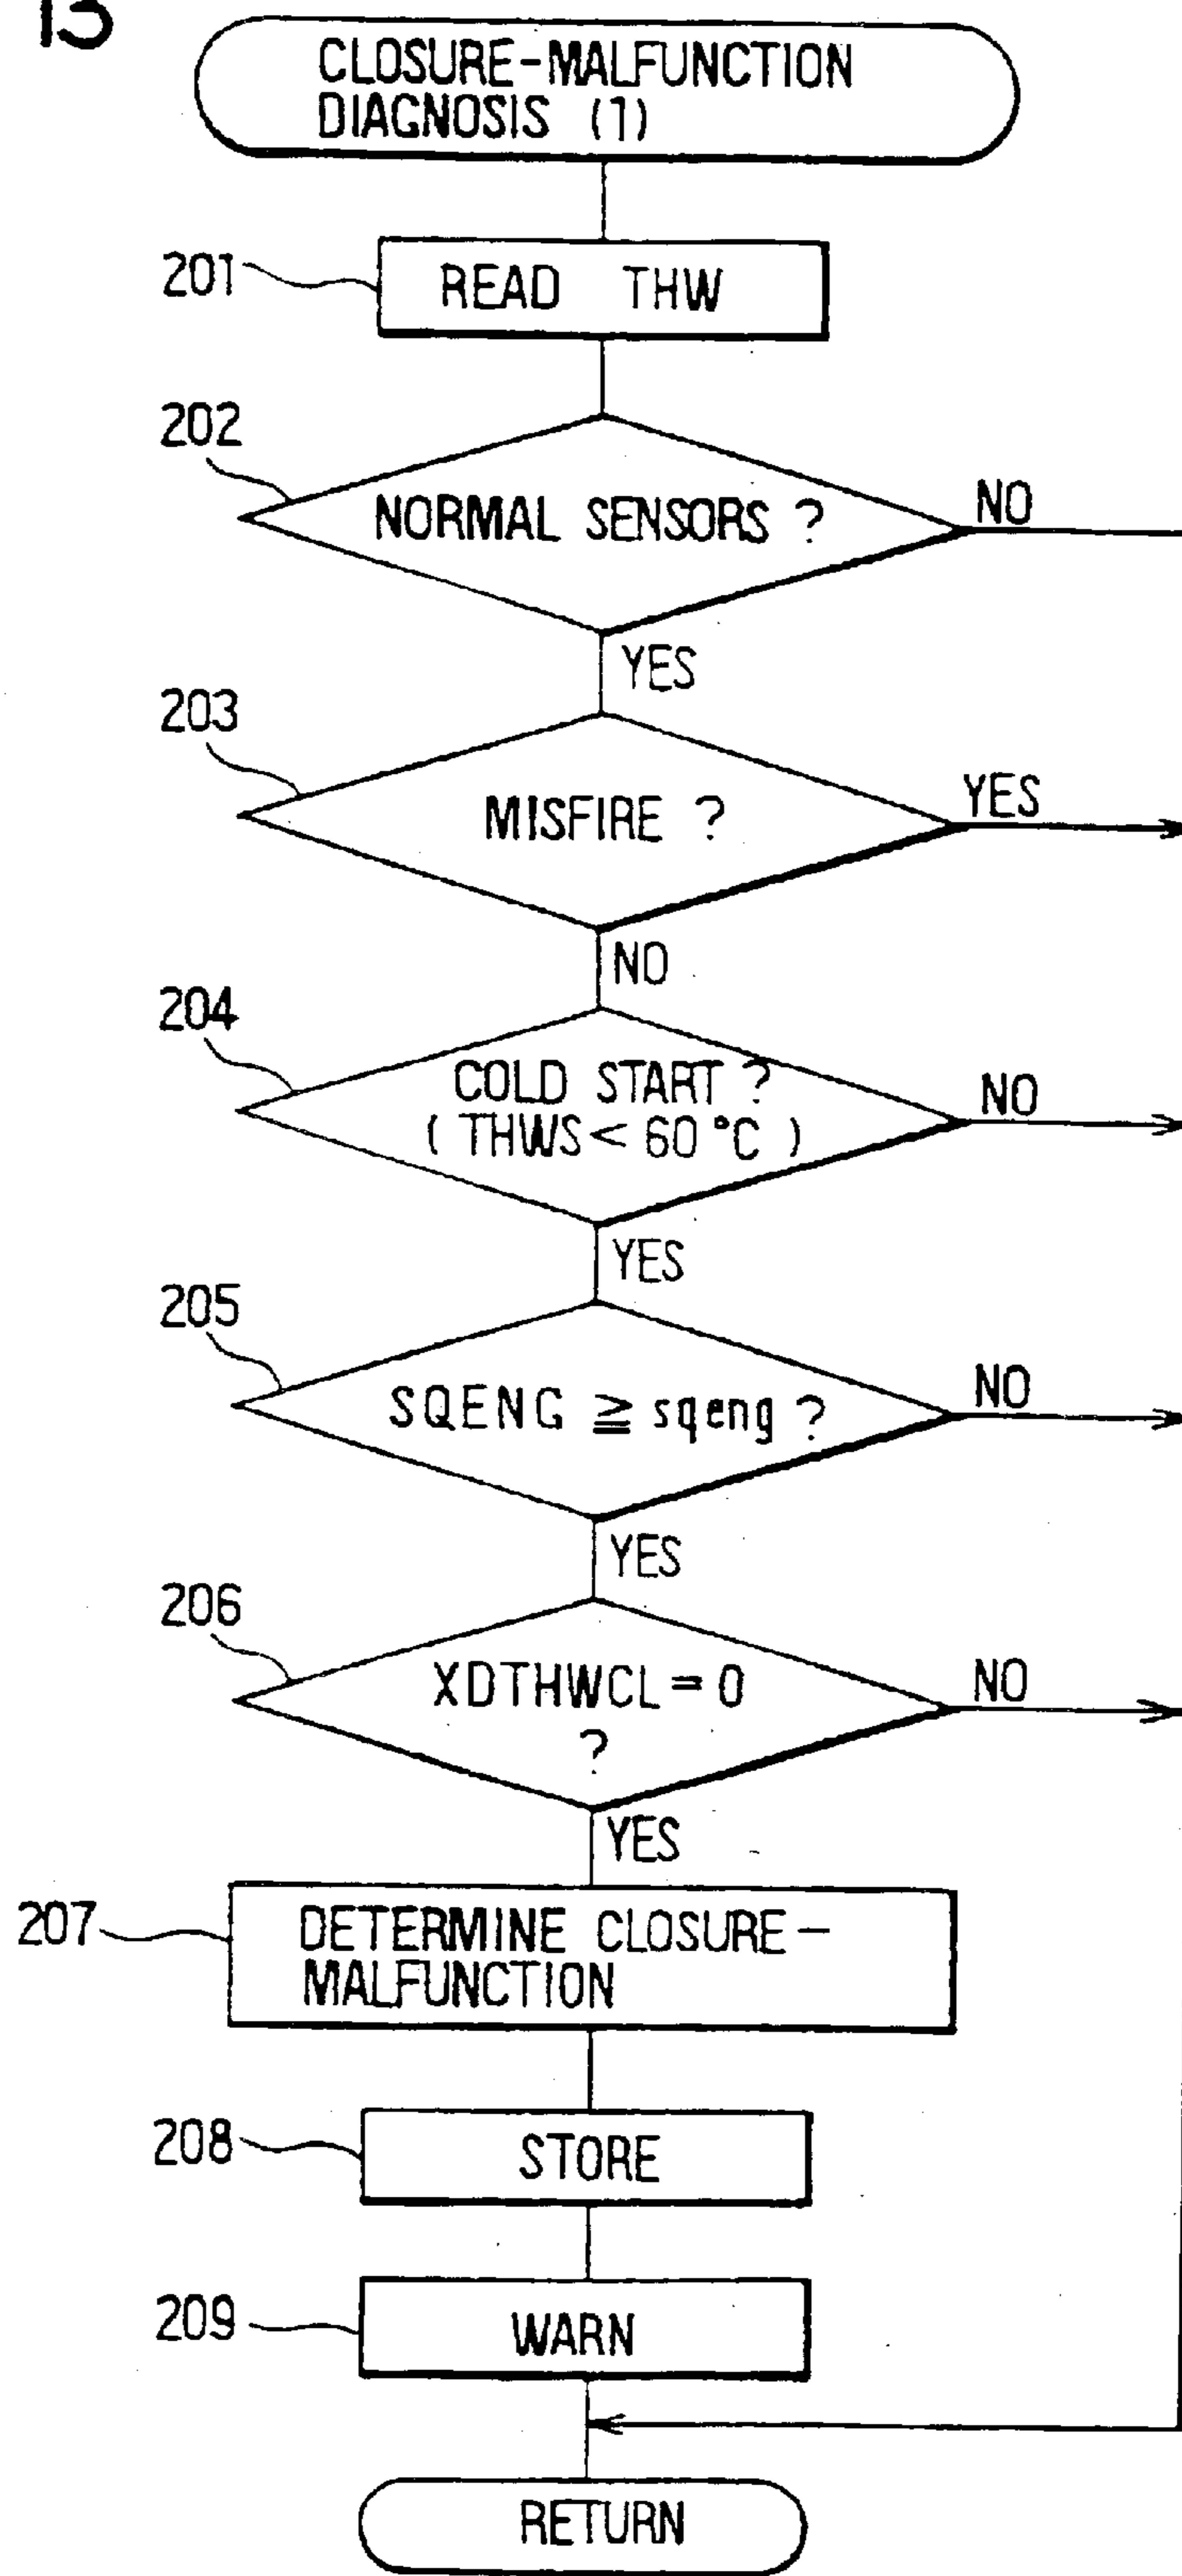 13
CLOSURE-MALFUNCTION
DIAGNOSIS (1)
201
READ THW
202
NORMAL SENSORS ?
NO
YES
203
MISFIRE ?
YES
NO
204
COLD START ?
( THWS < 60 °C )
NO
YES
205
SQENG ≧ sqeng ?
NO
YES
206
XDTHWCL = 0
?
NO
YES
207
DETERMINE CLOSURE-
MALFUNCTION
208
STORE
209
WARN
RETURN